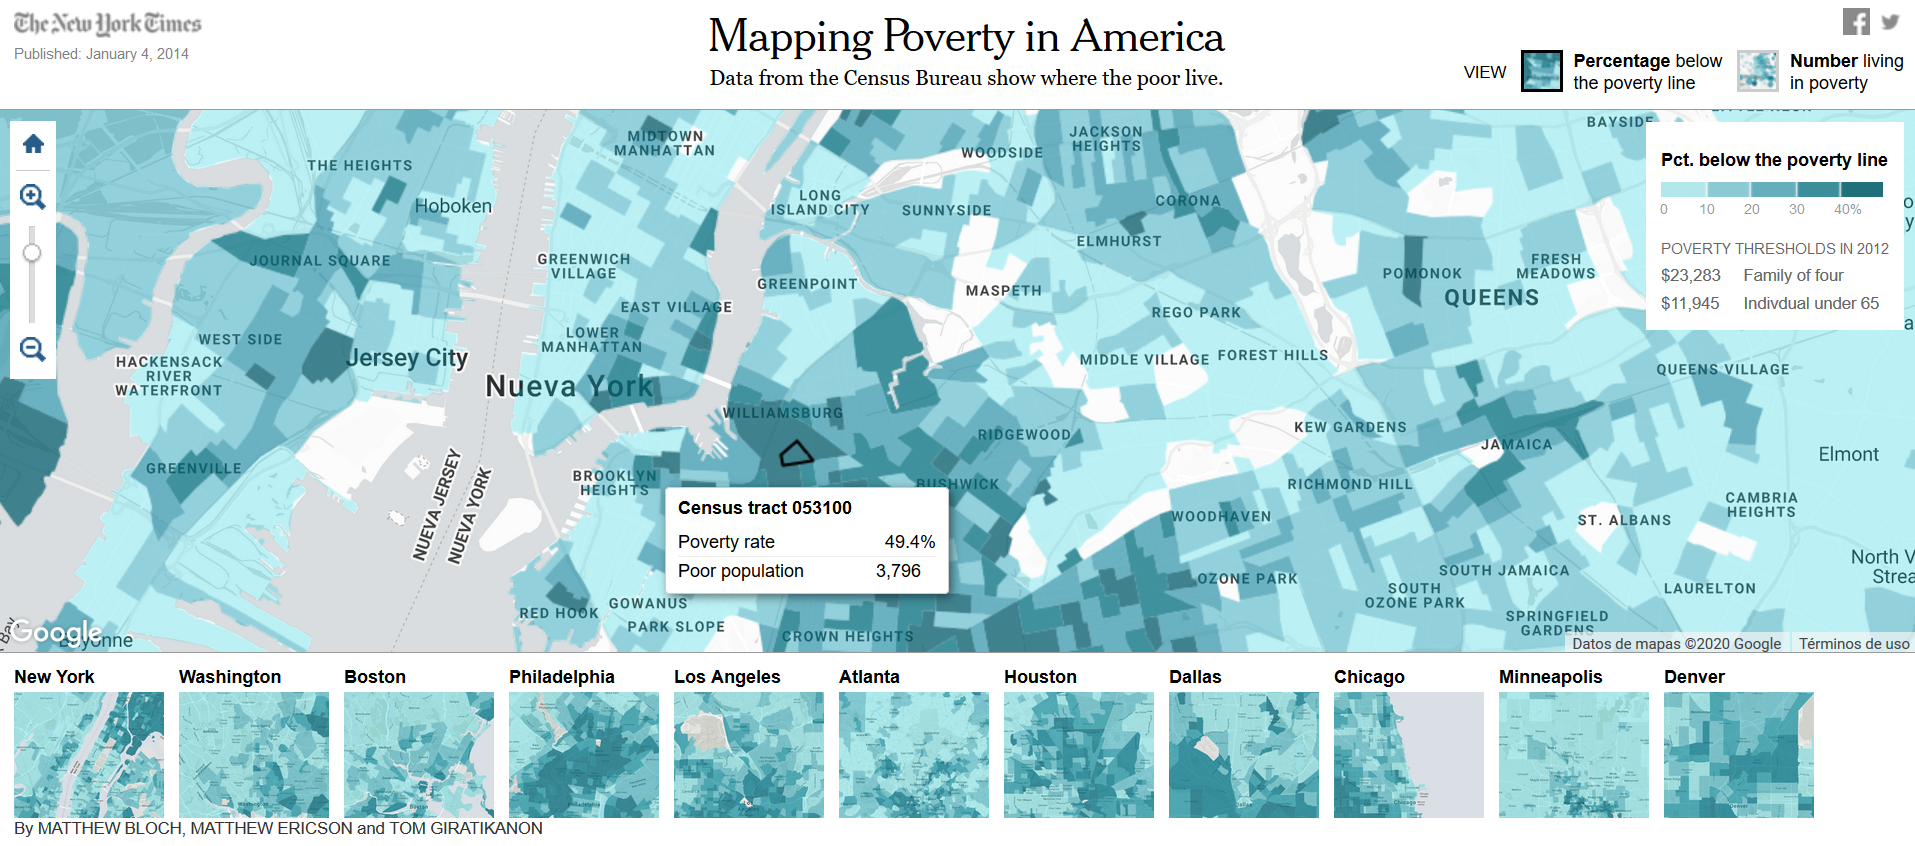 The New York Times
Published: January 4, 2014
Mapping Poverty in America
Data from the Census Bureau show where the poor live.
VIEW
Percentage below
the poverty line
Number living
in poverty
BAYSIDE
MIDTOWN
MANHATTAN
JACKSON
HEIGHTS
WOODSIDE
THE HEIGHTS
Hoboken
LONG
ISLAND CITY
SUNNYSIDE
CORONA
ELMHURST
JOURNAL SQUARE
GREENWICH
VILLAGE
GREENPOINT
MASPETH
POMONOK
FRESH
MEADOWS
QUEENS
EAST VILLAGE
REGO PARK
WEST SIDE
LOWER
MANHATTAN
Jersey City
HACKENSACK
RIVER
WATERFRONT
MIDDLE VILLAGE
FOREST HILLS
QUEENS VILLAGE
Nueva York
WILLIAMSBURG
RIDGEWOOD
KEW GARDENS
JAMAICA
Elmont
GREENVILLE
NUEVA JERSEY
NUEVA YORK
BROOKLYN
HEIGHTS
BUSHWICK
RICHMOND HILL
CAMBRIA
HEIGHTS
WOODHAVEN
ST. ALBANS
North V
Strea
OZONE PARK
SOUTH JAMAICA
SOUTH
OZONE PARK
LAURELTON
RED HOOK
GOWANUS
PARK SLOPE
CROWN HEIGHTS
SPRINGFIELD
GARDENS
Bay
Bayonne
Google
Pct. below the poverty line
0 10 20 30 40%
POVERTY THRESHOLDS IN 2012
$23,283 Family of four
$11,945 Indivdual under 65
Census tract 053100
Poverty rate 49.4%
Poor population 3,796
Datos de mapas ©2020 Google
Términos de uso
New York
Washington
Boston
Philadelphia
Los Angeles
Atlanta
Houston
Dallas
Chicago
Minneapolis
Denver
By MATTHEW BLOCH, MATTHEW ERICSON and TOM GIRATIKANON